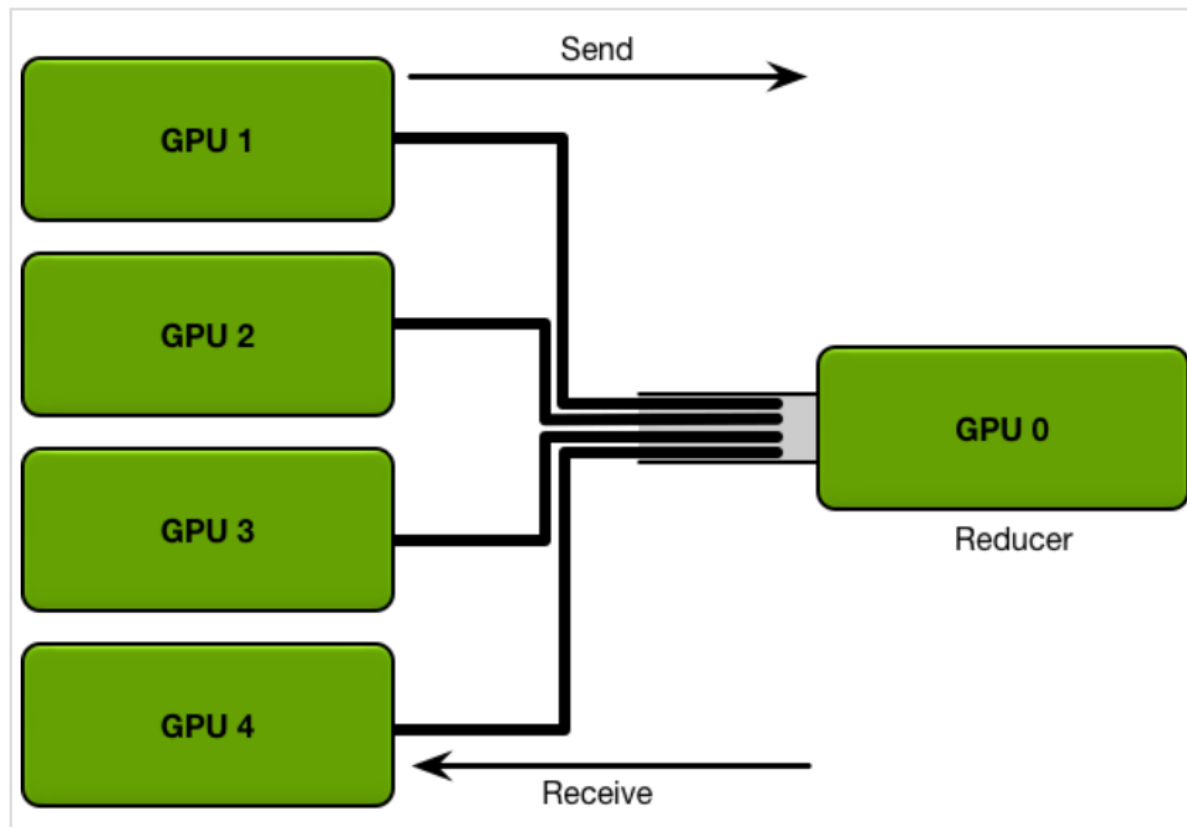 Send
GPU 1
GPU 2
GPU 0
GPU 3
Reducer
GPU 4
Receive